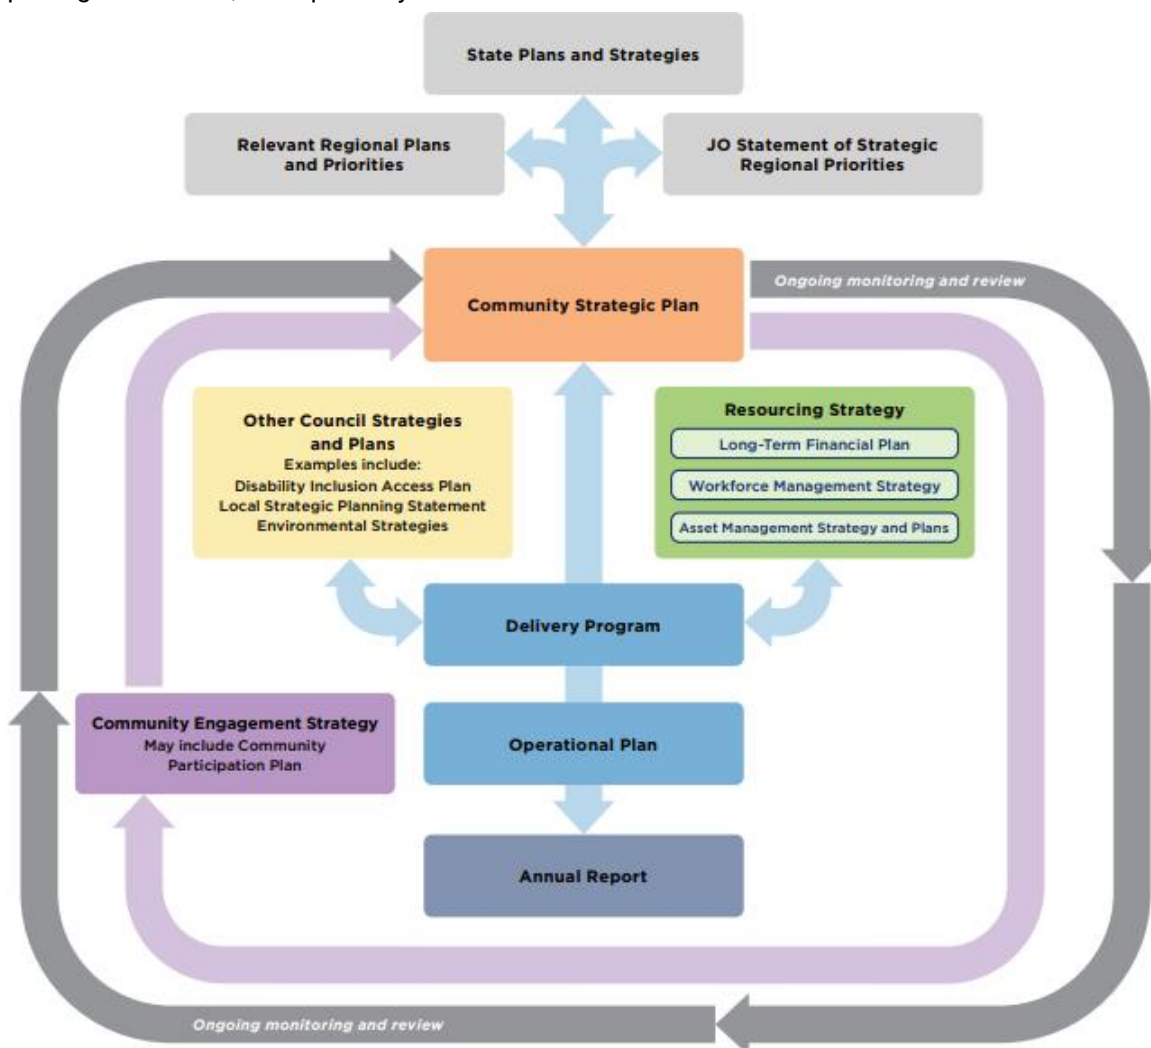 State Plans and Strategies
Relevant Regional Plans
and Priorities
JO Statement of Strategic
Regional Priorities
Community Strategic Plan
Ongoing monitoring and review
Other Council Strategies
and Plans
Examples include:
Disability Inclusion Access Plan
Local Strategic Planning Statement
Environmental Strategies
Resourcing Strategy
Long-Term Financial Plan
Workforce Management Strategy
Asset Management Strategy and Plans
Delivery Program
Community Engagement Strategy
May include Community
Participation Plan
Operational Plan
Annual Report
Ongoing monitoring and review